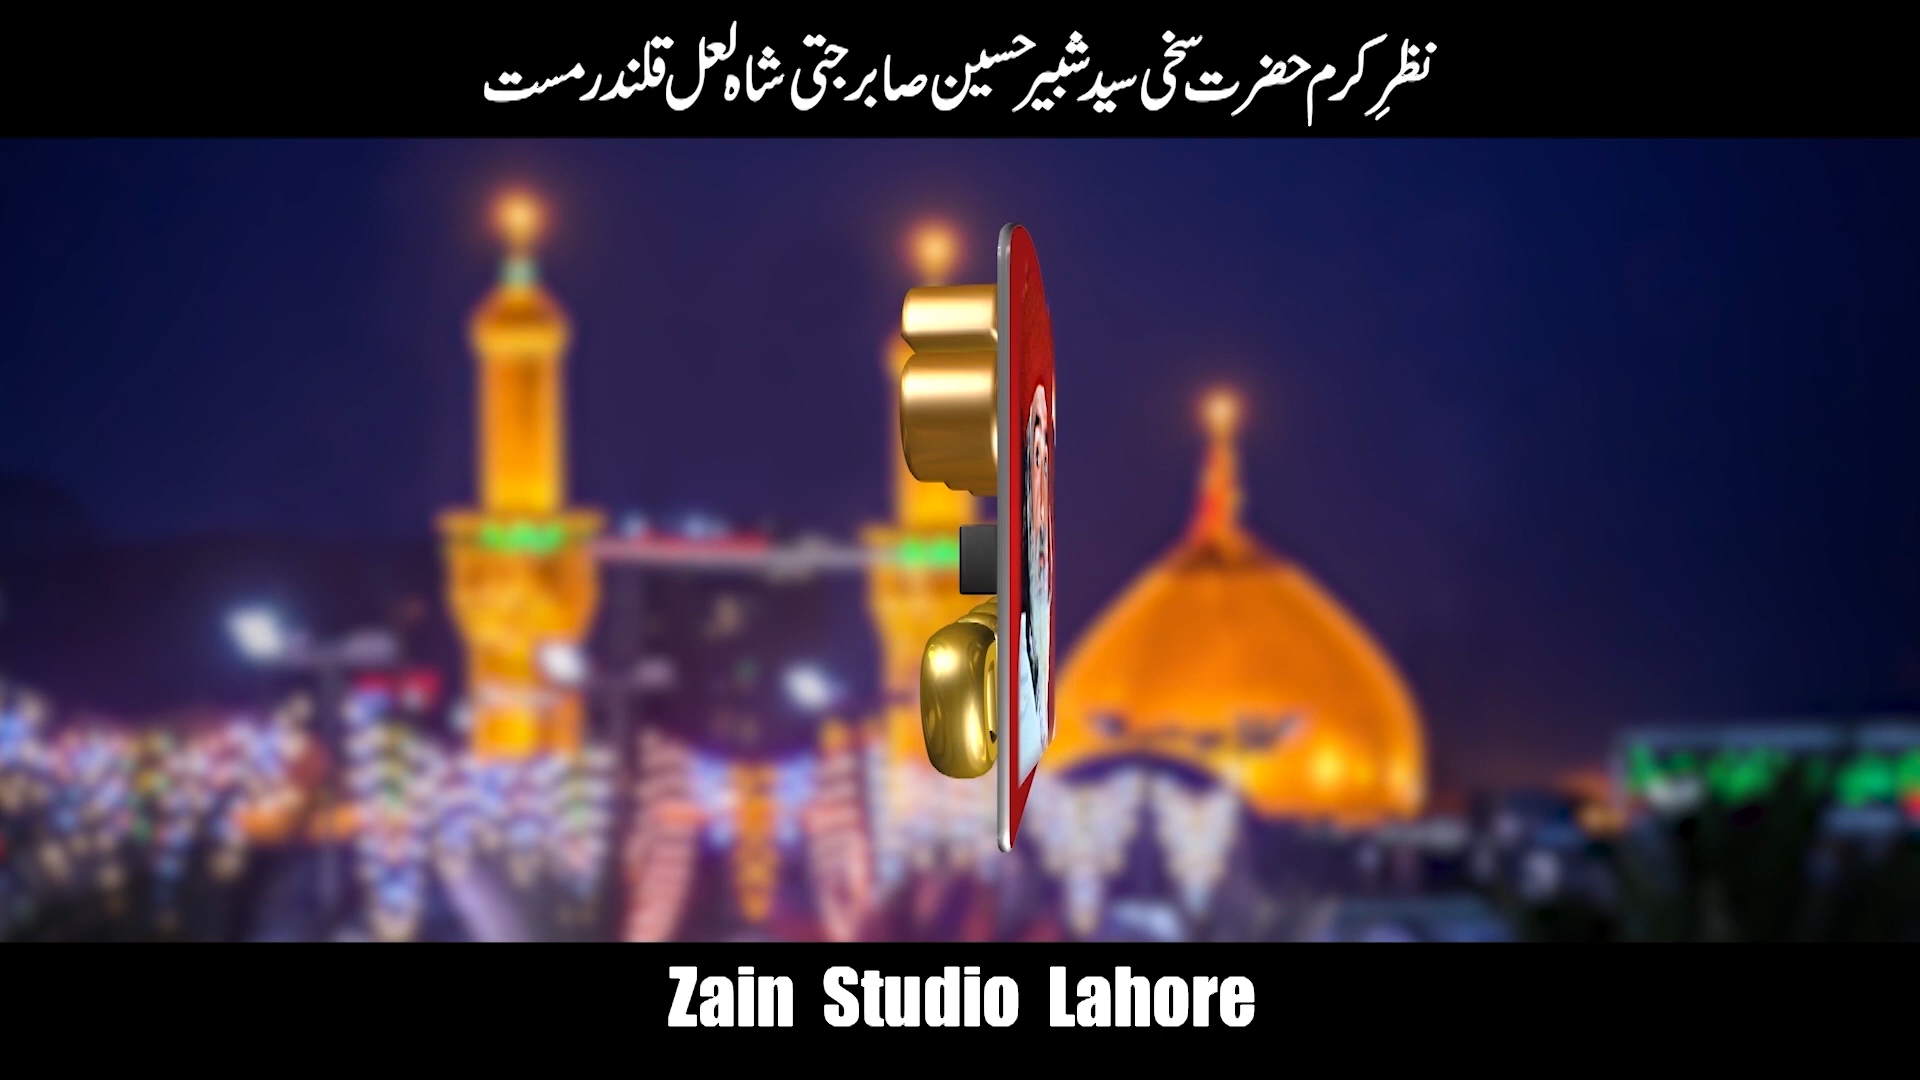 نظرِ کرم حضرت سخی سید شبیر حسین صابر جتی شاہ لعل قلندر مست
Zain Studio Lahore